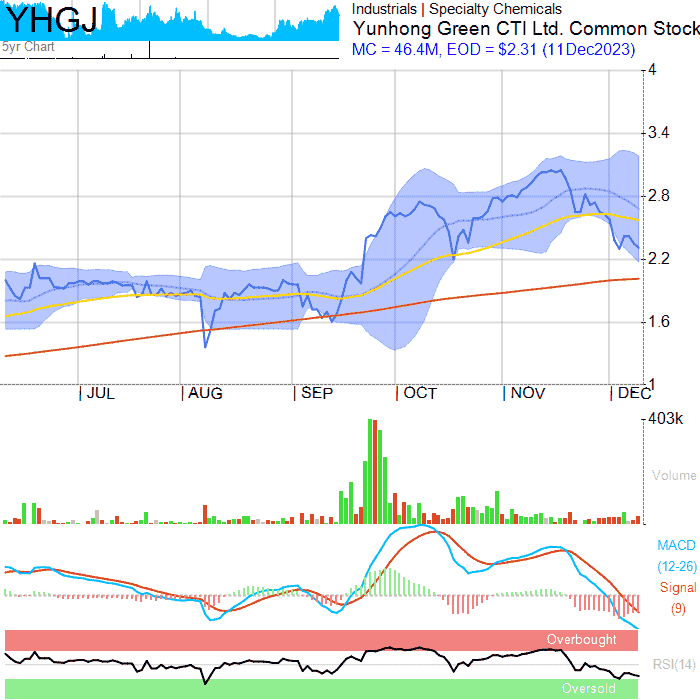 YHGJ
5yr Chart
Industrials | Specialty Chemicals
Yunhong Green CTI Ltd. Common Stock
MC = 46.4M, EOD = $2.31 (11Dec2023)
4
3.4
2.8
2.2
1.6
1
JUL AUG SEP OCT NOV DEC
403k
Volume
MACD
(12-26)
Signal
(9)
Overbought
RSI(14)
Oversold